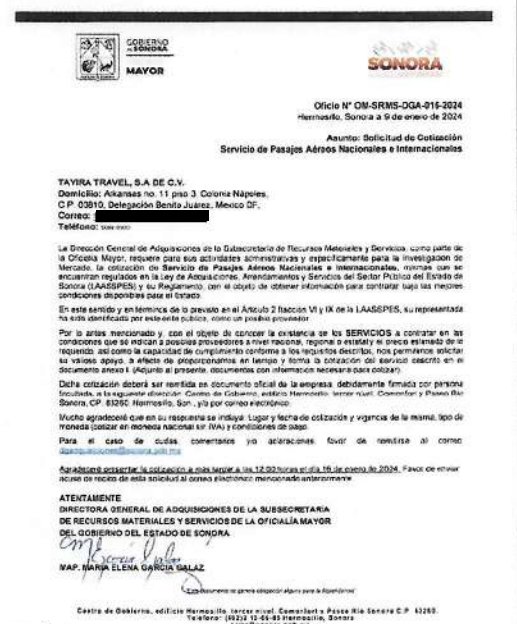 GOBIERNO
DE SONORA
MAYOR
SONORA
Oficio N° OM-SRMS-DGA-016-2024
Hermosillo, Sonora a 9 de enero de 2024
Asunto: Solicitud de Cotización
Servicio de Pasajes Aéreos Nacionales e Internacionales
TAYIRA TRAVEL, S.A DE C.V.
Domicilio: Arkansas no. 11 piso 3. Colonia Nápoles,
C.P. 03810, Delegación Benito Juárez, Mexico DF,
Correo:
Teléfono:
La Dirección General de Adquisiciones de la Subsecretaría de Recursos Materiales y Servicios, como parte de
la Oficialía Mayor, requiere para sus actividades administrativas y específicamente para la Investigación de
Mercado, la cotización de Servicio de Pasajes Aéreos Nacionales e Internacionales, mismas que se
encuentran regulados en la Ley de Adquisiciones, Arrendamientos y Servicios del Sector Público del Estado de
Sonora (LAASSPES) y su Reglamento, con el objeto de obtener información para contratar bajo las mejores
condiciones disponibles para el Estado.
En este sentido y en términos de lo previsto en el Artículo 2 fracción VI y IX de la LAASSPES, su representada
ha sido identificada por este ente público, como un posible proveedor.
Por lo antes mencionado y, con el objeto de conocer la existencia de los SERVICIOS a contratar en las
condiciones que se indican a posibles proveedores a nivel nacional, regional o estatal y el precio estimado de lo
requerido, así como la capacidad de cumplimiento conforme a los requisitos descritos, nos permitimos solicitar
su valioso apoyo, a efecto de proporcionarnos en tiempo y forma la cotización del servicio descrito en el
documento anexo I. (Adjunto al presente, documentos con información necesaria para cotizar).
Dicha cotización deberá ser remitida en documento oficial de la empresa, debidamente firmada por persona
facultada, a la siguiente dirección: Centro de Gobierno, edificio Hermosillo, tercer nivel, Comonfort y Paseo Río
Sonora, CP. 83260, Hermosillo, Son., y/o por correo electrónico.
Mucho agradeceré que en su respuesta se incluya: Lugar y fecha de cotización y vigencia de la misma, tipo de
moneda (cotizar en moneda nacional sin IVA) y condiciones de pago.
Para el caso de dudas, comentarios y/o aclaraciones, favor de remitirse al correo
dgadquisiciones@sonora.gob.mx
Agradeceré presentar la cotización a más tardar a las 12:00 horas el día 16 de enero de 2024. Favor de enviar
acuse de recibo de esta solicitud al correo electrónico mencionado anteriormente.
ATENTAMENTE
DIRECTORA GENERAL DE ADQUISICIONES DE LA SUBSECRETARIA
DE RECURSOS MATERIALES Y SERVICIOS DE LA OFICIALÍA MAYOR
DEL GOBIERNO DEL ESTADO DE SONORA
MAP. MARIA ELENA GARCIA GALAZ
Este documento no genera obligación alguna para la dependencia
Centro de Gobierno, edificio Hermosillo, tercer nivel, Comonfort y Paseo Río Sonora C.P. 83260.
Hermosillo, Sonora